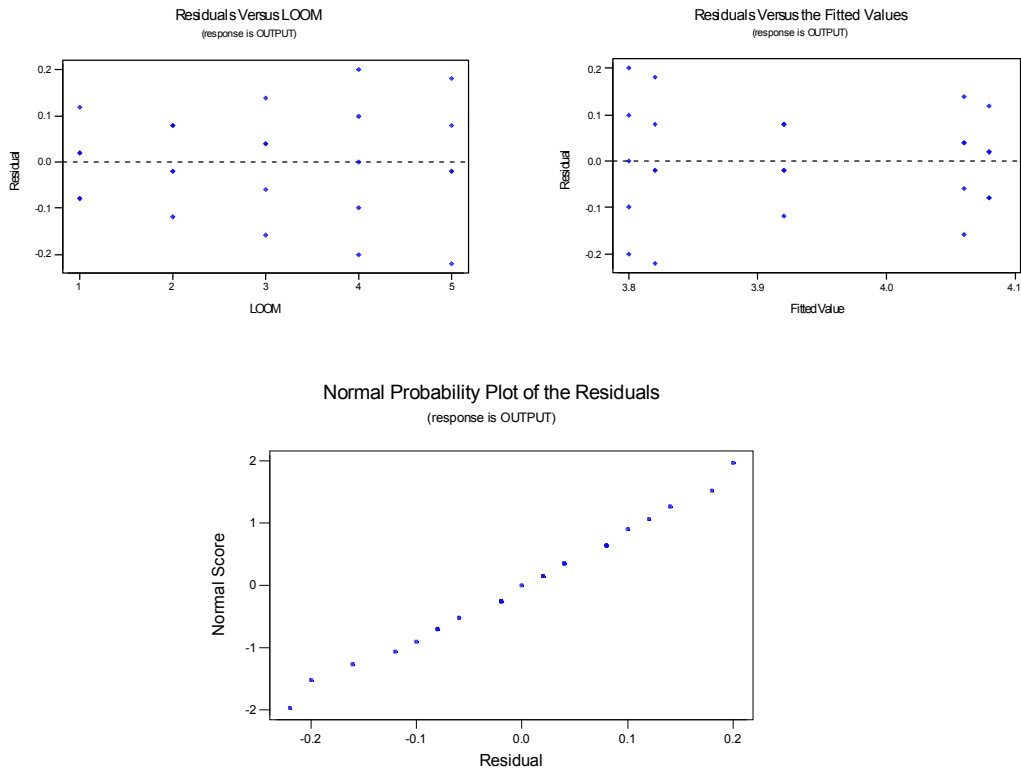 Residuals Versus LOOM
(response is OUTPUT)
0.2
0.1
0.0
-0.1
-0.2
Residual
1 2 3 4 5
LOOM
Residuals Versus the Fitted Values
(response is OUTPUT)
0.2
0.1
0.0
-0.1
-0.2
Residual
3.8 3.9 4.0 4.1
Fitted Value
Normal Probability Plot of the Residuals
(response is OUTPUT)
2
1
0
-1
-2
Normal Score
-0.2 -0.1 0.0 0.1 0.2
Residual